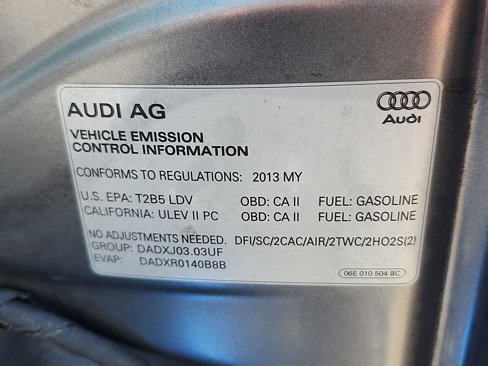 AUDI AG
Audi
VEHICLE EMISSION
CONTROL INFORMATION
CONFORMS TO REGULATIONS: 2013 MY
U.S. EPA: T2B5 LDV OBD: CA II FUEL: GASOLINE
CALIFORNIA: ULEV II PC OBD: CA II FUEL: GASOLINE
NO ADJUSTMENTS NEEDED. DFI/SC/2CAC/AIR/2TWC/2HO2S(2)
GROUP: DADXJ03.03UF
EVAP: DADXR0140B8B
06E 010 504 BC